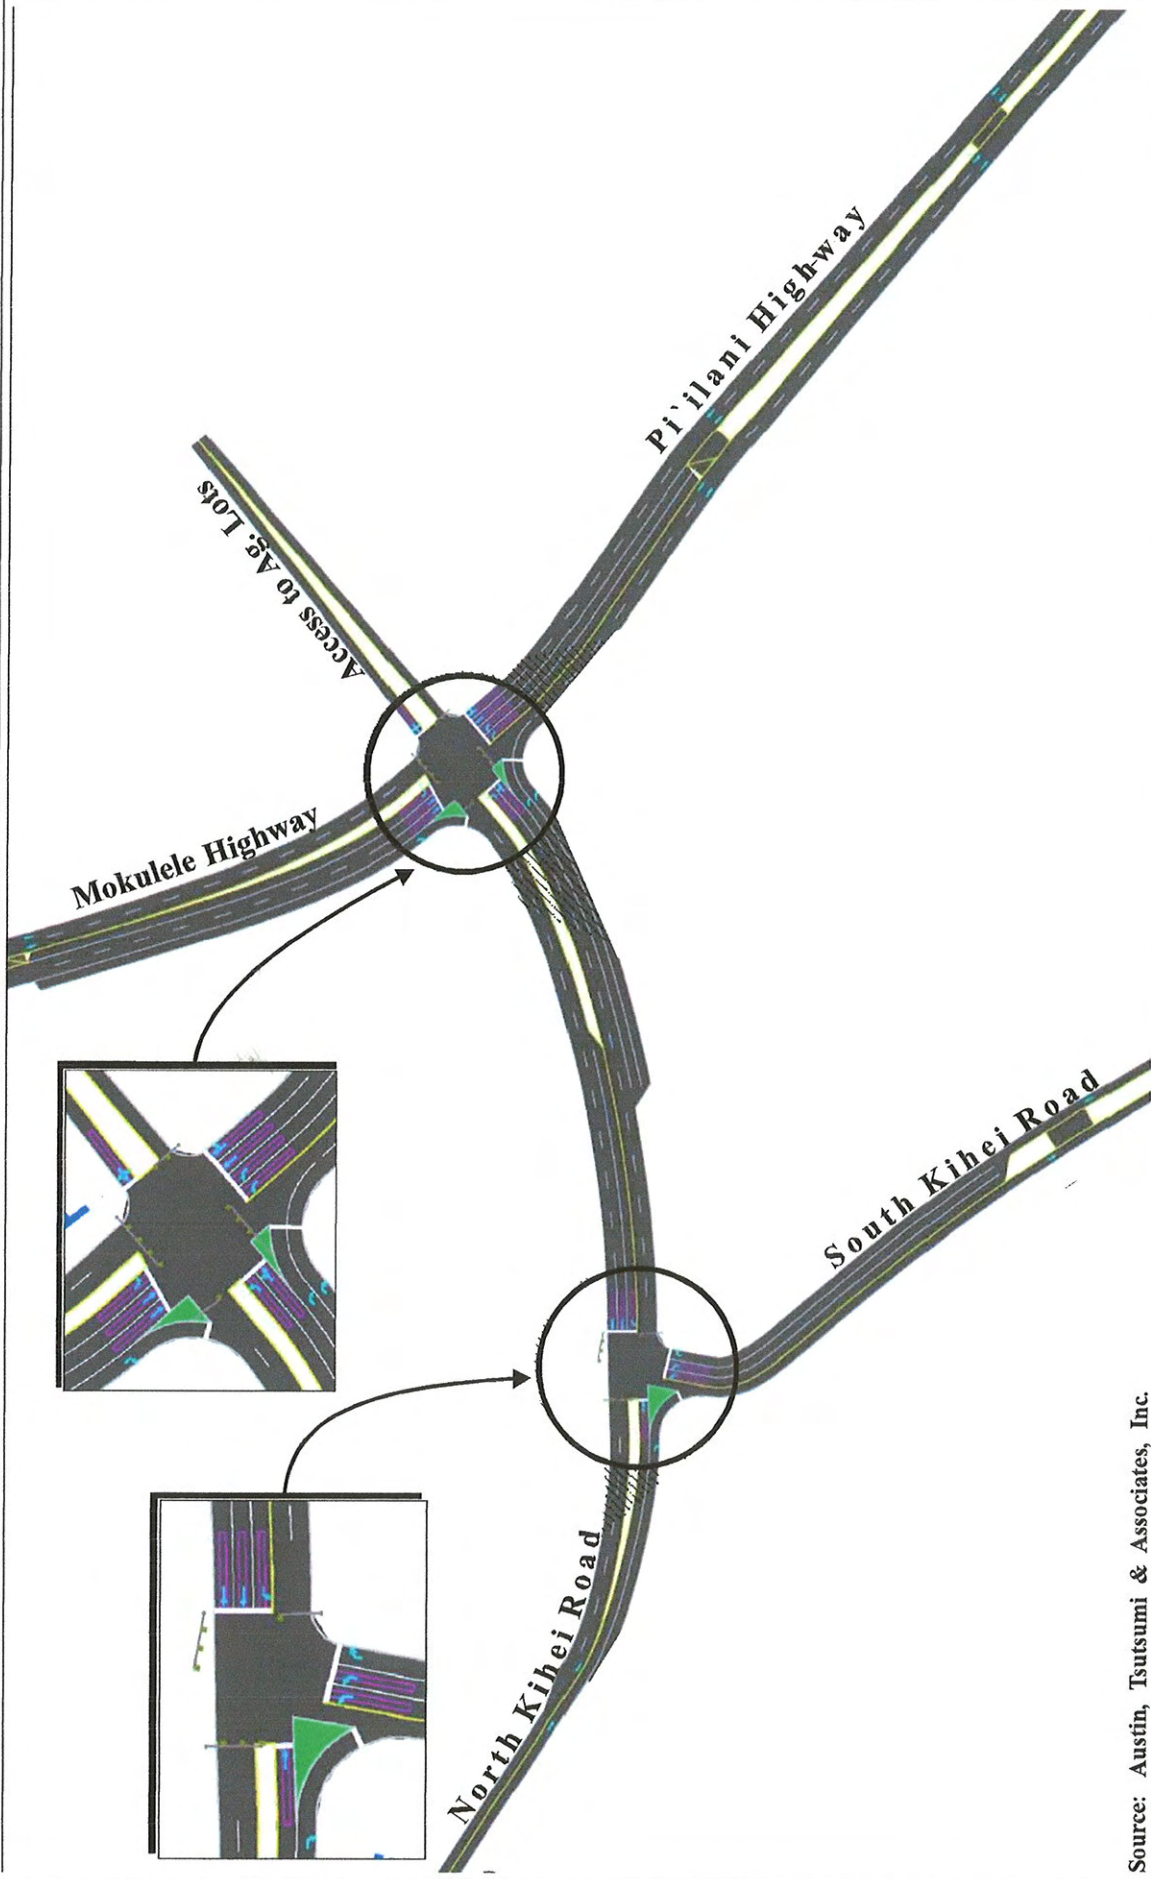 Pi`ilani Highway
Access to Ag. Lots
Mokulele Highway
South Kihei Road
North Kihei Road
Source: Austin, Tsutsumi & Associates, Inc.